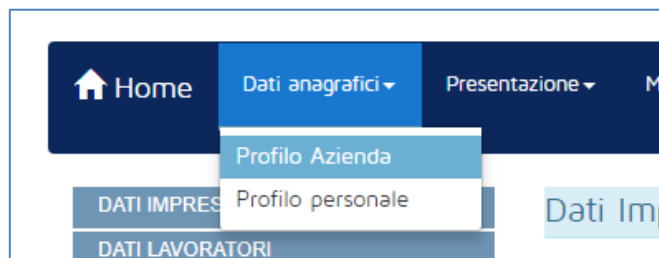 Home Dati anagrafici Presentazione M
Profilo Azienda
Profilo personale
DATI IMPRES
Dati Im
DATI LAVORATORI